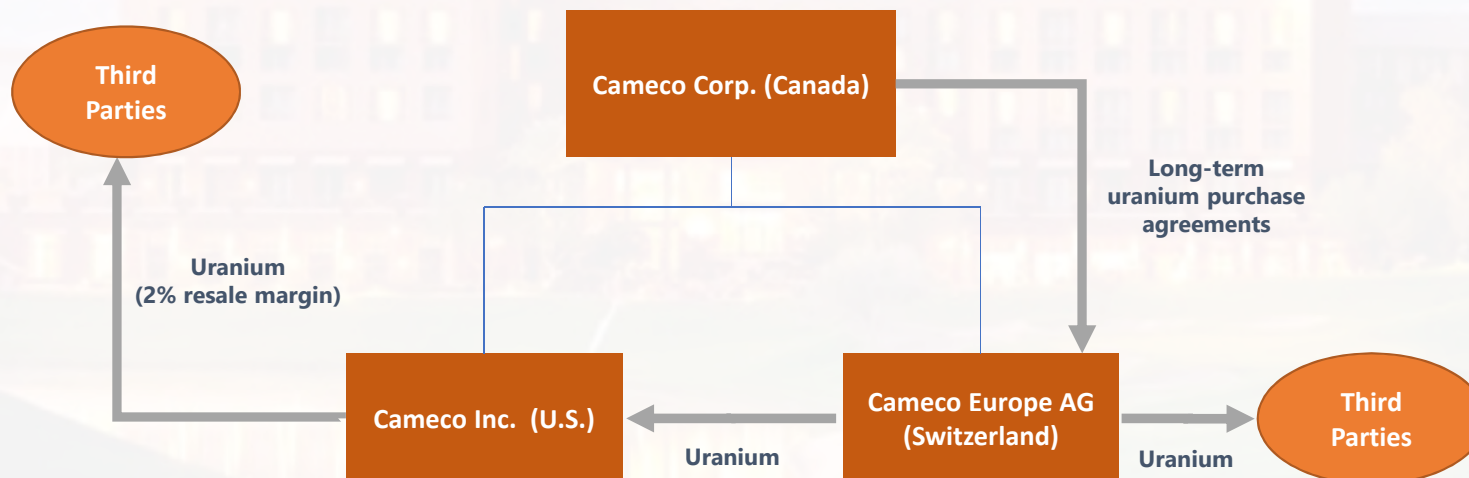 Third
Parties
Cameco Corp. (Canada)
Long-term
uranium purchase
agreements
Uranium
(2% resale margin)
Cameco Inc.  (U.S.)
Uranium
Cameco Europe AG
(Switzerland)
Uranium
Third
Parties